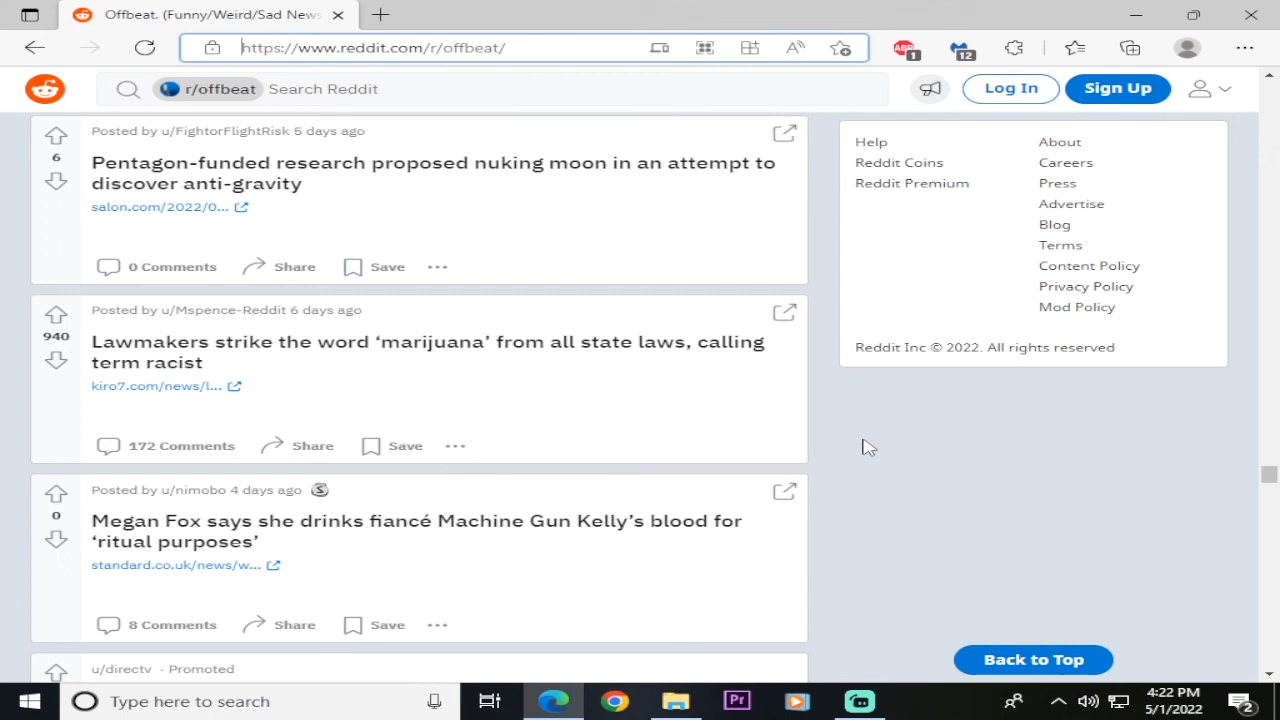 Offbeat. (Funny/Weird/Sad News
https://www.reddit.com/r/offbeat/
ABP 1
12
r/offbeat Search Reddit
Log In
Sign Up
Posted by u/FightorFlightRisk 5 days ago
6
Pentagon-funded research proposed nuking moon in an attempt to
discover anti-gravity
salon.com/2022/0...
0 Comments Share Save
Posted by u/Mspence-Reddit 6 days ago
940
Lawmakers strike the word ‘marijuana’ from all state laws, calling
term racist
kiro7.com/news/l...
172 Comments Share Save
Posted by u/nimobo 4 days ago
0
Megan Fox says she drinks fiancé Machine Gun Kelly’s blood for
‘ritual purposes’
standard.co.uk/news/w...
8 Comments Share Save
u/directv - Promoted
Help About
Reddit Coins Careers
Reddit Premium Press
Advertise
Blog
Terms
Content Policy
Privacy Policy
Mod Policy
Reddit Inc © 2022. All rights reserved
Back to Top
Type here to search
Pr
4:22 PM
5/1/2022
2